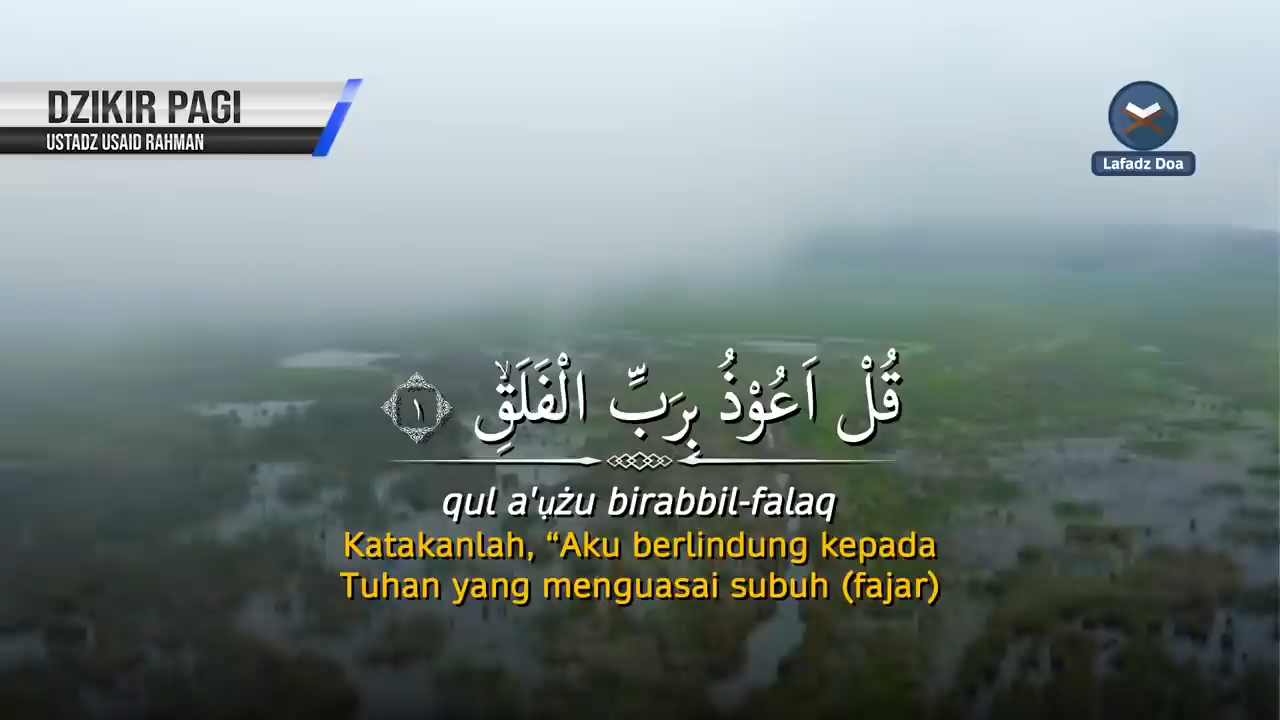 DZIKIR PAGI
USTADZ USAID RAHMAN
Lafadz Doa
قُلْ اَعُوْذُ بِرَبِّ الْفَلَقِۙ ١
qul a'ụżu birabbil-falaq
Katakanlah, “Aku berlindung kepada
Tuhan yang menguasai subuh (fajar)